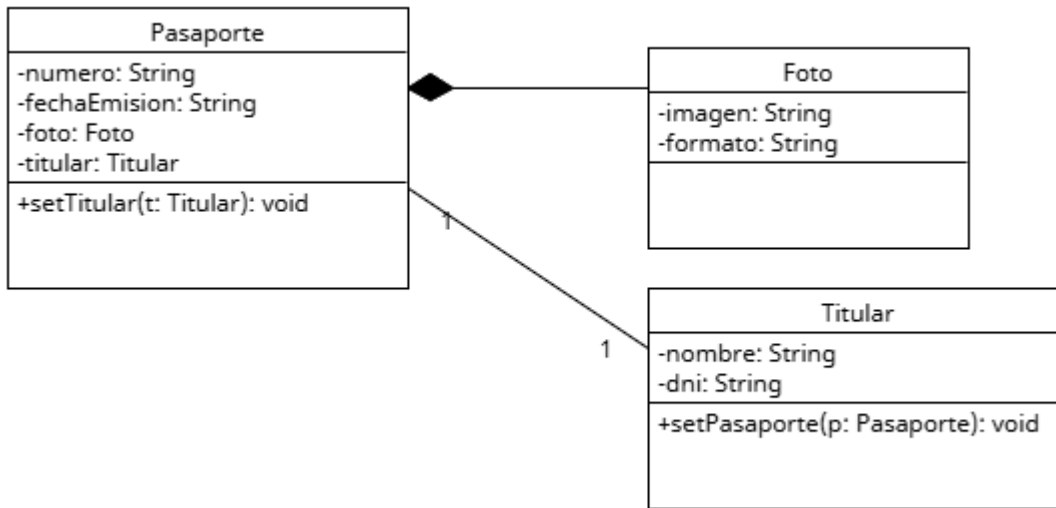 Pasaporte
-numero: String
-fechaEmision: String
-foto: Foto
-titular: Titular
+setTitular(t: Titular): void
Foto
-imagen: String
-formato: String
1
1
Titular
-nombre: String
-dni: String
+setPasaporte(p: Pasaporte): void